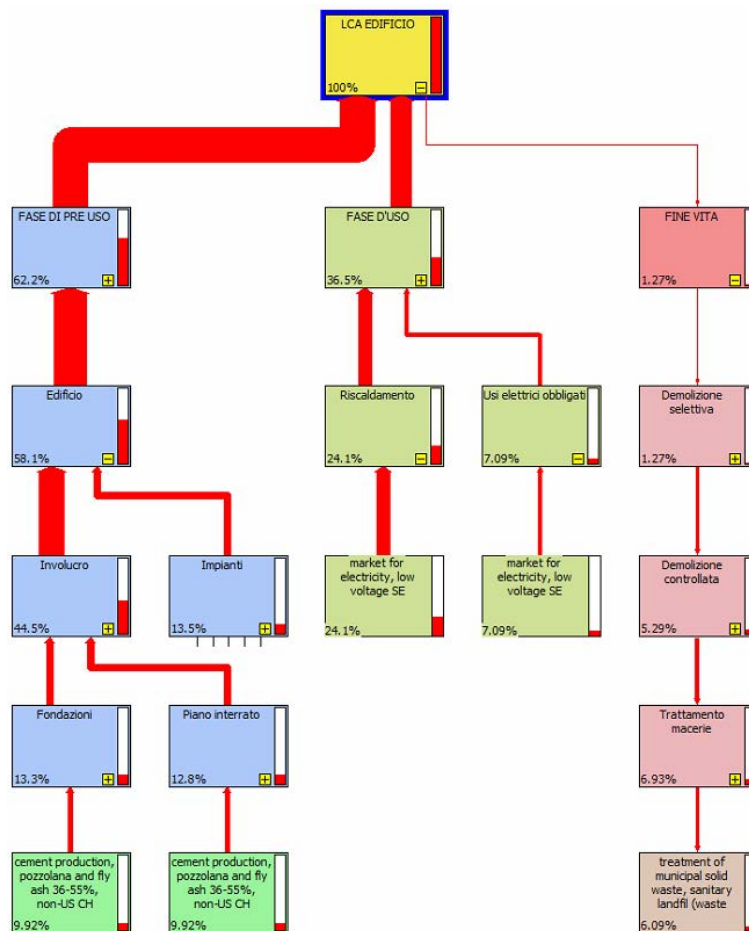 LCA EDIFICIO
100%
FASE DI PRE USO
62.2%
FASE D'USO
36.5%
FINE VITA
1.27%
Edificio
58.1%
Riscaldamento
24.1%
Usi elettrici obbligati
7.09%
Demolizione
selettiva
1.27%
Involucro
44.5%
Impianti
13.5%
market for
electricity, low
voltage SE
24.1%
market for
electricity, low
voltage SE
7.09%
Demolizione
controllata
5.29%
Fondazioni
13.3%
Piano interrato
12.8%
Trattamento
macerie
6.93%
cement production,
pozzolana and fly
ash 36-55%,
non-US CH
9.92%
cement production,
pozzolana and fly
ash 36-55%,
non-US CH
9.92%
treatment of
municipal solid
waste, sanitary
landfil (waste
6.09%